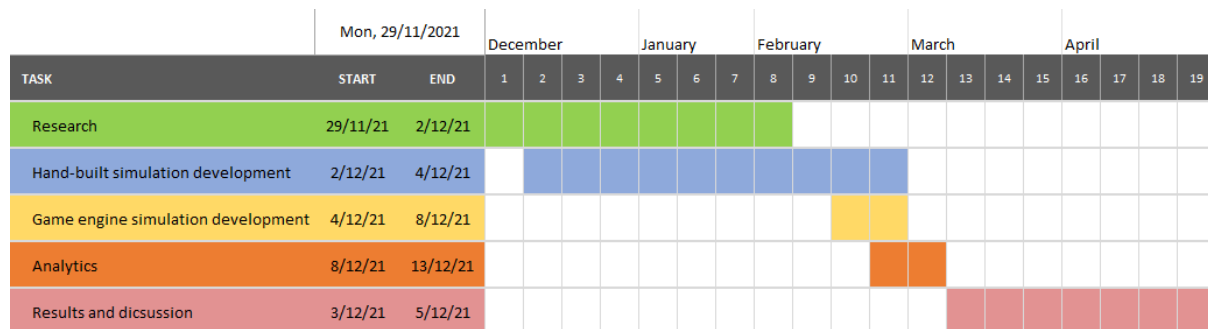 Mon, 29/11/2021
December January February March April
TASK START END 1 2 3 4 5 6 7 8 9 10 11 12 13 14 15 16 17 18 19
Research 29/11/21 2/12/21
Hand-built simulation development 2/12/21 4/12/21
Game engine simulation development 4/12/21 8/12/21
Analytics 8/12/21 13/12/21
Results and dicsussion 3/12/21 5/12/21